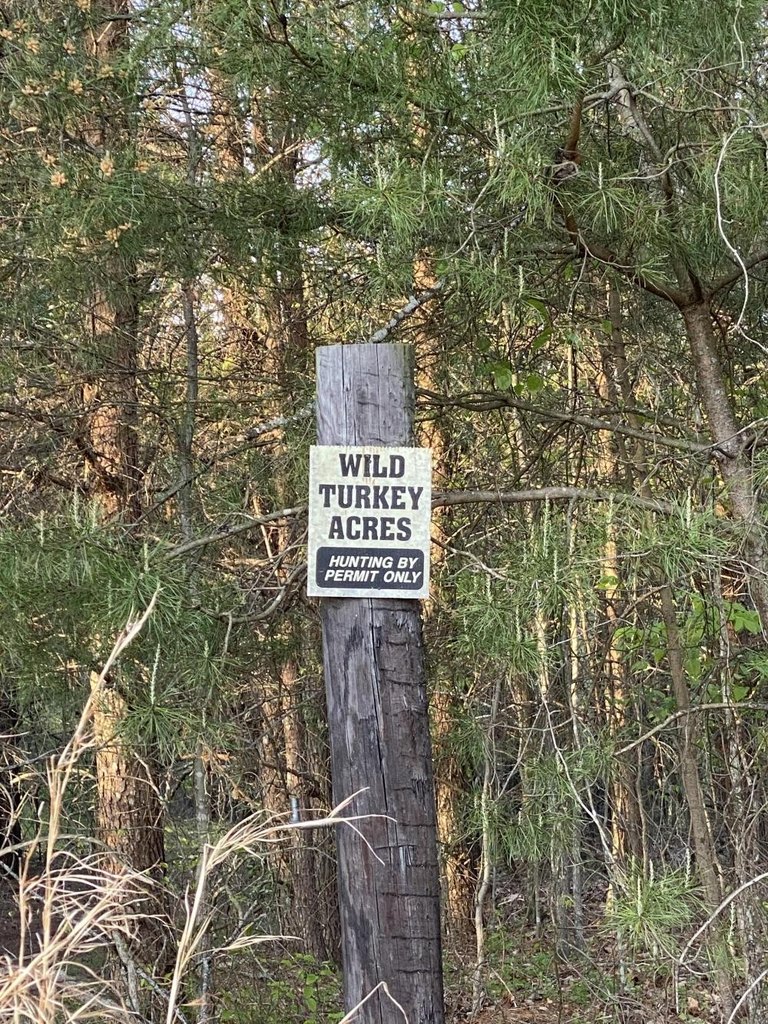 WILD
TURKEY
ACRES
HUNTING BY
PERMIT ONLY